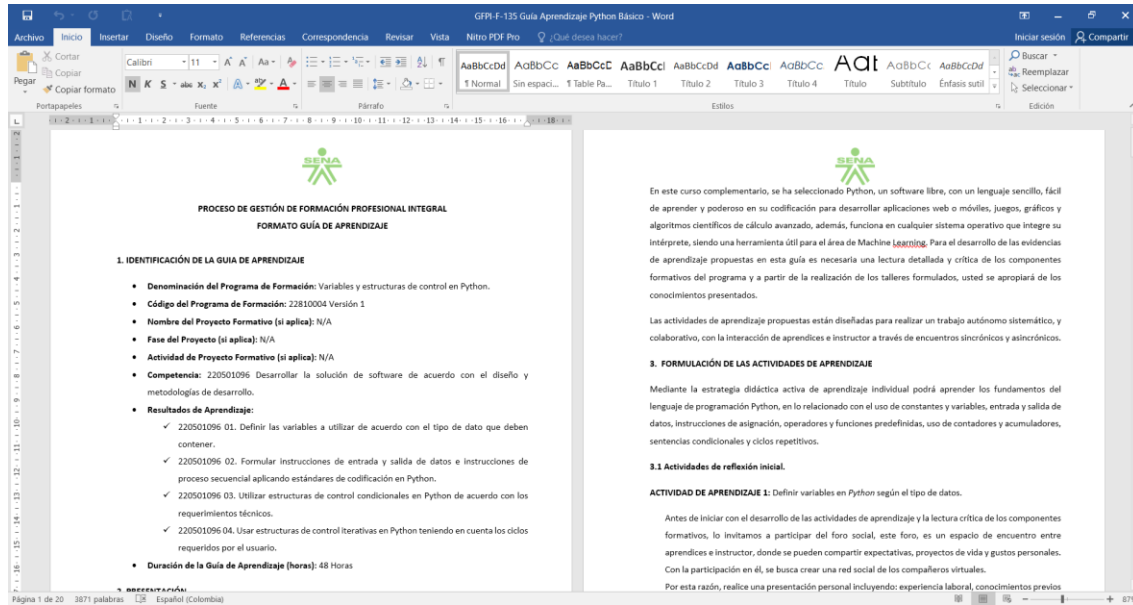 GFPI-F-135 Guía Aprendizaje Python Básico - Word
Archivo Inicio Insertar Diseño Formato Referencias Correspondencia Revisar Vista Nitro PDF Pro ¿Qué desea hacer? Iniciar sesión Compartir
Pegar
Cortar
Copiar
Copiar formato
Portapapeles
Calibri 11
N K S abc X₂ X²
Fuente
Párrafo
AaBbCcDd AaBbCc AaBbCcC AaBbCcI AaBbCcDd AaBbCc AaBbCc AaI AaBbCc AaBbCcDd
¶ Normal Sin espaci... ¶ Table Pa... Título 1 Título 2 Título 3 Título 4 Título Subtítulo Énfasis sutil
Estilos
Buscar
Reemplazar
Seleccionar
Edición
SENA
PROCESO DE GESTIÓN DE FORMACIÓN PROFESIONAL INTEGRAL
FORMATO GUÍA DE APRENDIZAJE
1. IDENTIFICACIÓN DE LA GUIA DE APRENDIZAJE
• Denominación del Programa de Formación: Variables y estructuras de control en Python.
• Código del Programa de Formación: 22810004 Versión 1
• Nombre del Proyecto Formativo (si aplica): N/A
• Fase del Proyecto (si aplica): N/A
• Actividad de Proyecto Formativo (si aplica): N/A
• Competencia: 220501096 Desarrollar la solución de software de acuerdo con el diseño y
metodologías de desarrollo.
• Resultados de Aprendizaje:
✓ 220501096 01. Definir las variables a utilizar de acuerdo con el tipo de dato que deben
contener.
✓ 220501096 02. Formular instrucciones de entrada y salida de datos e instrucciones de
proceso secuencial aplicando estándares de codificación en Python.
✓ 220501096 03. Utilizar estructuras de control condicionales en Python de acuerdo con los
requerimientos técnicos.
✓ 220501096 04. Usar estructuras de control iterativas en Python teniendo en cuenta los ciclos
requeridos por el usuario.
• Duración de la Guía de Aprendizaje (horas): 48 Horas
2. PRESENTACIÓN
SENA
En este curso complementario, se ha seleccionado Python, un software libre, con un lenguaje sencillo, fácil
de aprender y poderoso en su codificación para desarrollar aplicaciones web o móviles, juegos, gráficos y
algoritmos científicos de cálculo avanzado, además, funciona en cualquier sistema operativo que integre su
intérprete, siendo una herramienta útil para el área de Machine Learning. Para el desarrollo de las evidencias
de aprendizaje propuestas en esta guía es necesaria una lectura detallada y crítica de los componentes
formativos del programa y a partir de la realización de los talleres formulados, usted se apropiará de los
conocimientos presentados.
Las actividades de aprendizaje propuestas están diseñadas para realizar un trabajo autónomo sistemático, y
colaborativo, con la interacción de aprendices e instructor a través de encuentros sincrónicos y asincrónicos.
3. FORMULACIÓN DE LAS ACTIVIDADES DE APRENDIZAJE
Mediante la estrategia didáctica activa de aprendizaje individual podrá aprender los fundamentos del
lenguaje de programación Python, en lo relacionado con el uso de constantes y variables, entrada y salida de
datos, instrucciones de asignación, operadores y funciones predefinidas, uso de contadores y acumuladores,
sentencias condicionales y ciclos repetitivos.
3.1 Actividades de reflexión inicial.
ACTIVIDAD DE APRENDIZAJE 1: Definir variables en Python según el tipo de datos.
Antes de iniciar con el desarrollo de las actividades de aprendizaje y la lectura crítica de los componentes
formativos, lo invitamos a participar del foro social, este foro, es un espacio de encuentro entre
aprendices e instructor, donde se pueden compartir expectativas, proyectos de vida y gustos personales.
Con la participación en él, se busca crear una red social de los compañeros virtuales.
Por esta razón, realice una presentación personal incluyendo: experiencia laboral, conocimientos previos
Página 1 de 20 3871 palabras Español (Colombia)